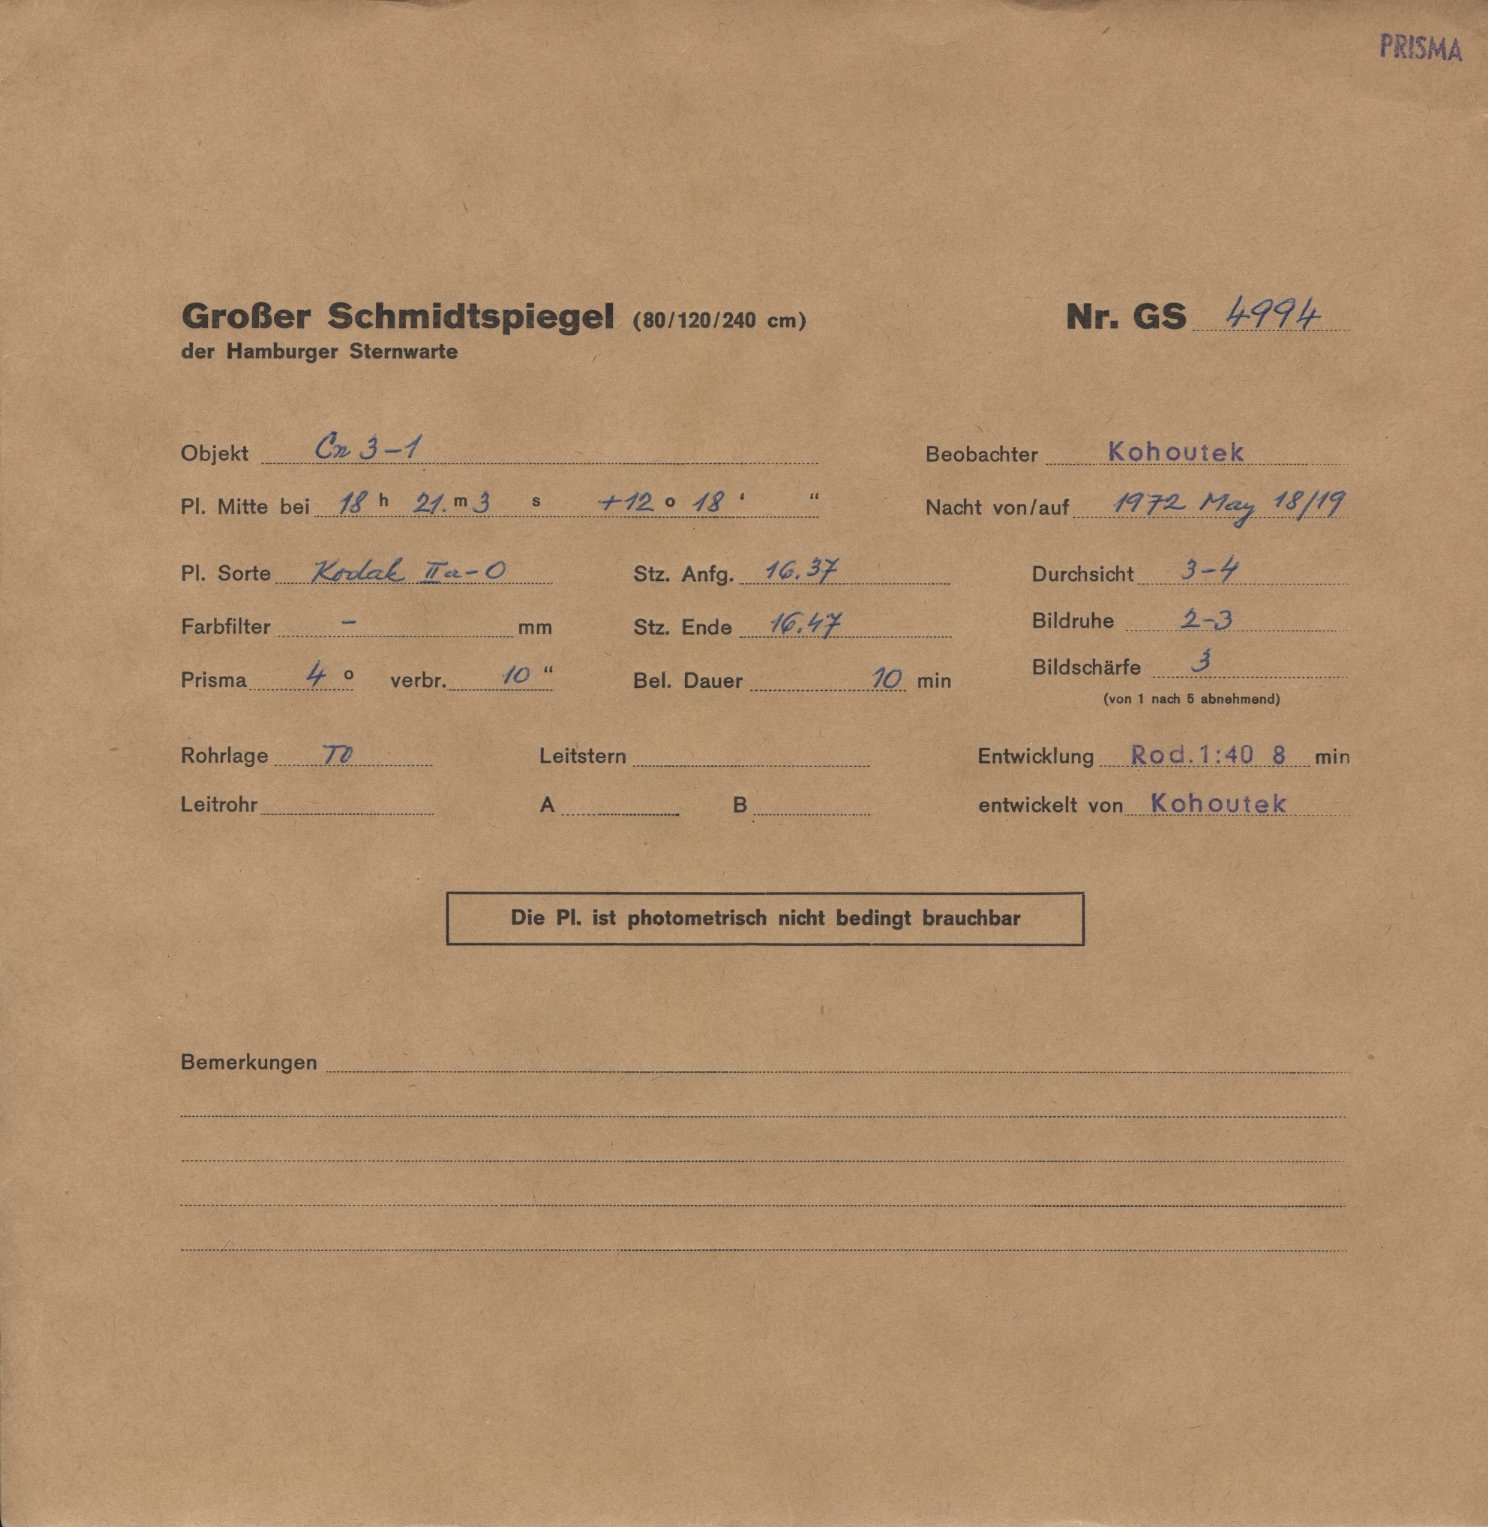 PRISMA
Großer Schmidtspiegel (80/120/240 cm) Nr. GS 4994
der Hamburger Sternwarte
Objekt Cn 3-1 Beobachter Kohoutek
Pl. Mitte bei 18 h 21. m 3 s +12 o 18 ‘ “ Nacht von/auf 1972 May 18/19
Pl. Sorte Kodak IIa-O Stz. Anfg. 16.37 Durchsicht 3-4
Farbfilter - mm Stz. Ende 16.47 Bildruhe 2-3
Prisma 4 o verbr. 10 “ Bel. Dauer 10 min Bildschärfe 3
(von 1 nach 5 abnehmend)
Rohrlage TO Leitstern Entwicklung Rod.1:40 8 min
Leitrohr A B entwickelt von Kohoutek
Die Pl. ist photometrisch nicht bedingt brauchbar
Bemerkungen